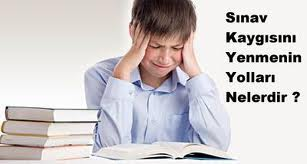 Sınav
Kaygısını
Yenmenin
Yolları
Nelerdir ?